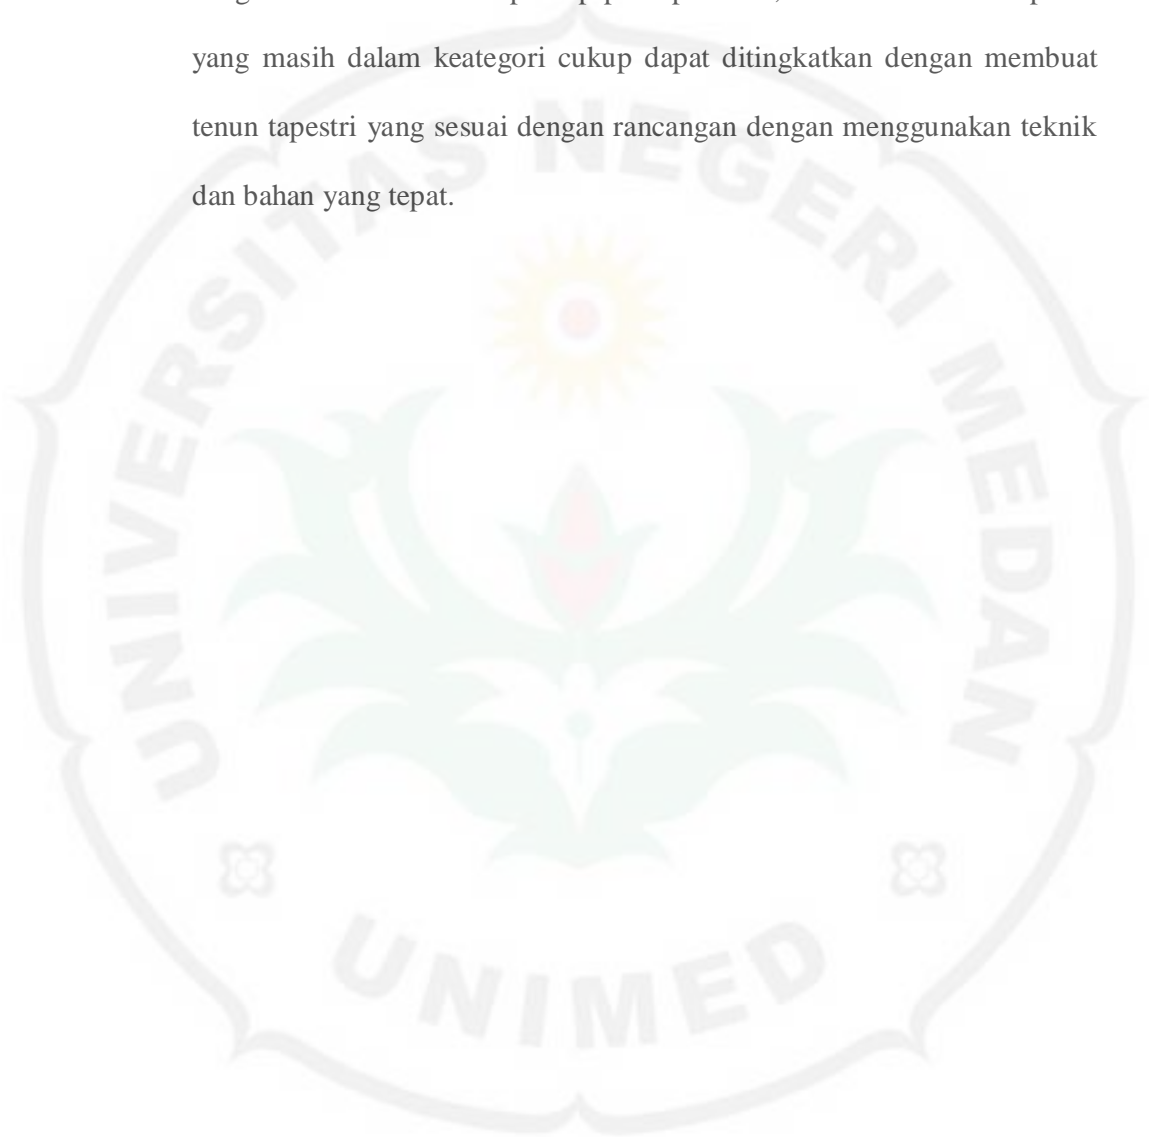 yang masih dalam keategori cukup dapat ditingkatkan dengan membuat
tenun tapestri yang sesuai dengan rancangan dengan menggunakan teknik
dan bahan yang tepat.
UNIVERSITAS NEGERI MEDAN
UNIMED